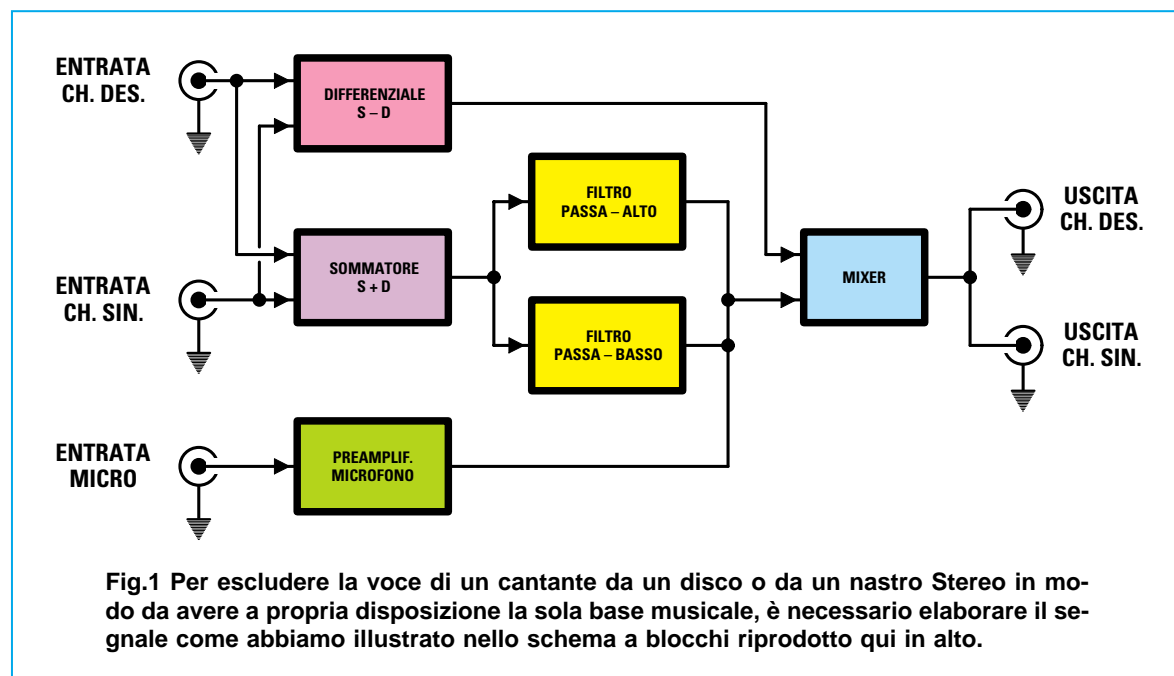 ENTRATA
CH. DES.
DIFFERENZIALE
S – D
FILTRO
PASSA – ALTO
USCITA
CH. DES.
ENTRATA
CH. SIN.
SOMMATORE
S + D
MIXER
FILTRO
PASSA – BASSO
USCITA
CH. SIN.
ENTRATA
MICRO
PREAMPLIF.
MICROFONO
Fig.1 Per escludere la voce di un cantante da un disco o da un nastro Stereo in mo-
do da avere a propria disposizione la sola base musicale, è necessario elaborare il se-
gnale come abbiamo illustrato nello schema a blocchi riprodotto qui in alto.